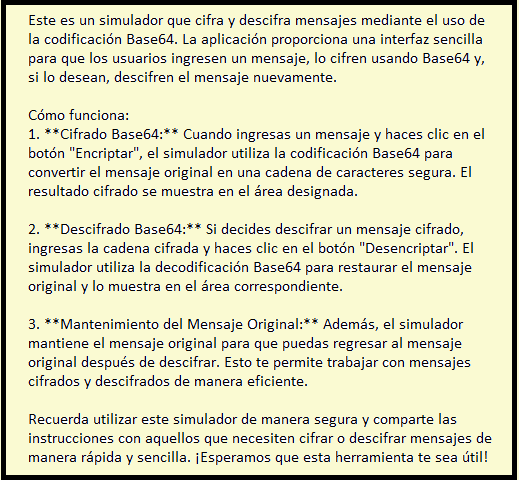 Este es un simulador que cifra y descifra mensajes mediante el uso de
la codificación Base64. La aplicación proporciona una interfaz sencilla
para que los usuarios ingresen un mensaje, lo cifren usando Base64 y,
si lo desean, descifren el mensaje nuevamente.
Cómo funciona:
1. **Cifrado Base64:** Cuando ingresas un mensaje y haces clic en el
botón "Encriptar", el simulador utiliza la codificación Base64 para
convertir el mensaje original en una cadena de caracteres segura. El
resultado cifrado se muestra en el área designada.
2. **Descifrado Base64:** Si decides descifrar un mensaje cifrado,
ingresas la cadena cifrada y haces clic en el botón "Desencriptar". El
simulador utiliza la decodificación Base64 para restaurar el mensaje
original y lo muestra en el área correspondiente.
3. **Mantenimiento del Mensaje Original:** Además, el simulador
mantiene el mensaje original para que puedas regresar al mensaje
original después de descifrar. Esto te permite trabajar con mensajes
cifrados y descifrados de manera eficiente.
Recuerda utilizar este simulador de manera segura y comparte las
instrucciones con aquellos que necesiten cifrar o descifrar mensajes de
manera rápida y sencilla. ¡Esperamos que esta herramienta te sea útil!